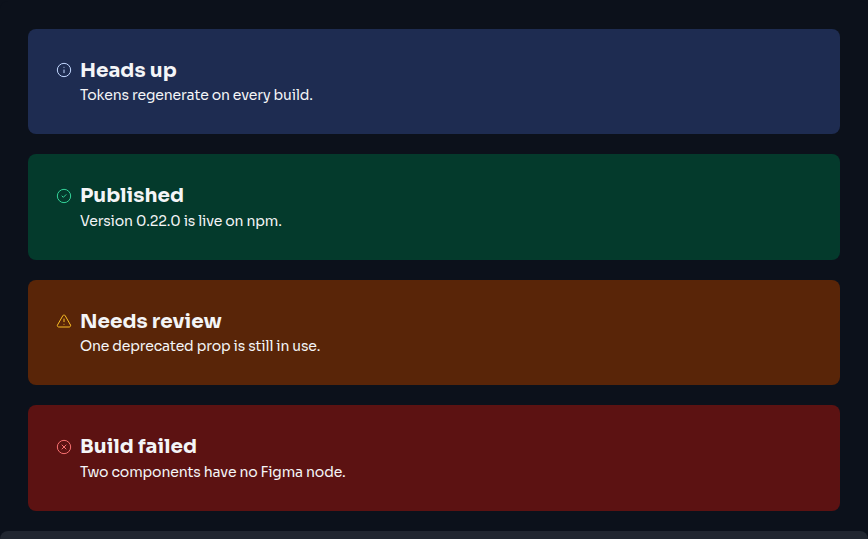 Heads up
Tokens regenerate on every build.
Published
Version 0.22.0 is live on npm.
Needs review
One deprecated prop is still in use.
Build failed
Two components have no Figma node.